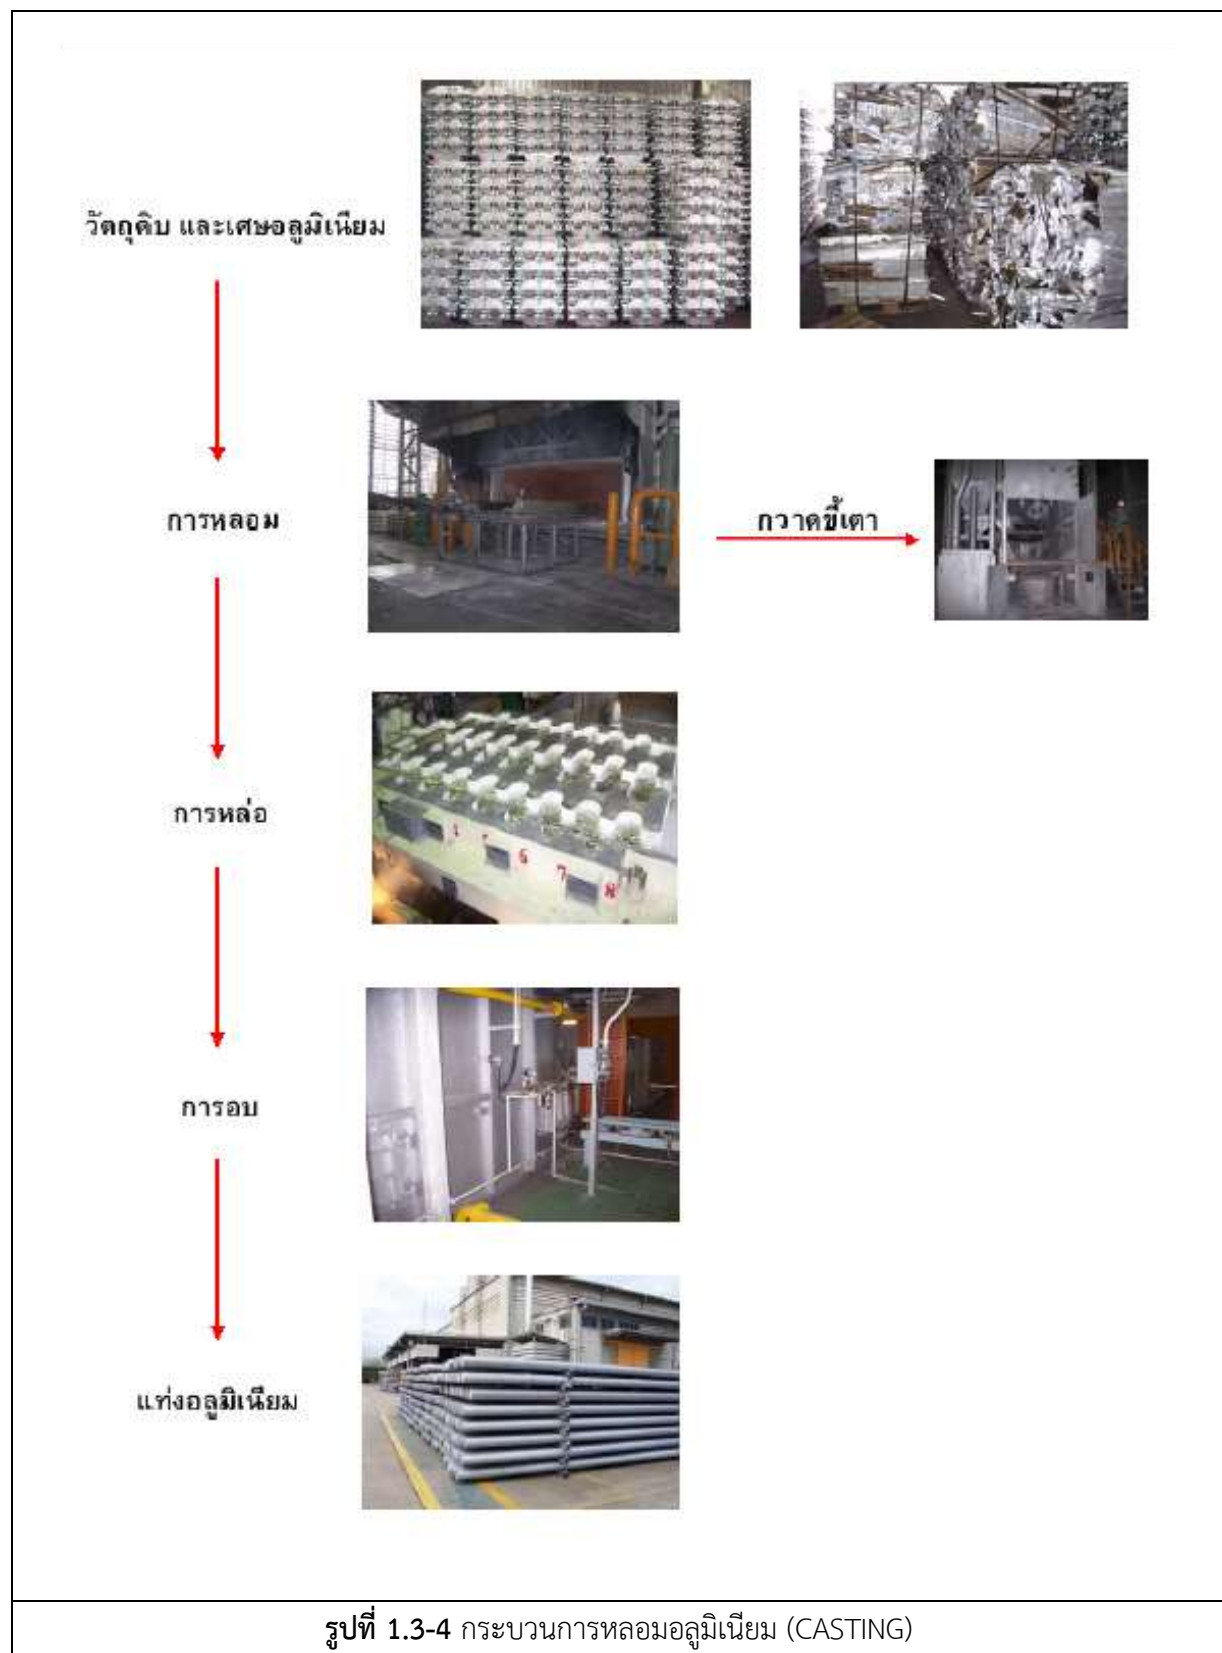 วัตถุดิบ และเศษอลูมิเนียม
การหลอม
กวาดขี้เตา
การหล่อ
5
6
7
8
การอบ
แท่งอลูมิเนียม
รูปที่ 1.3-4 กระบวนการหลอมอลูมิเนียม (CASTING)